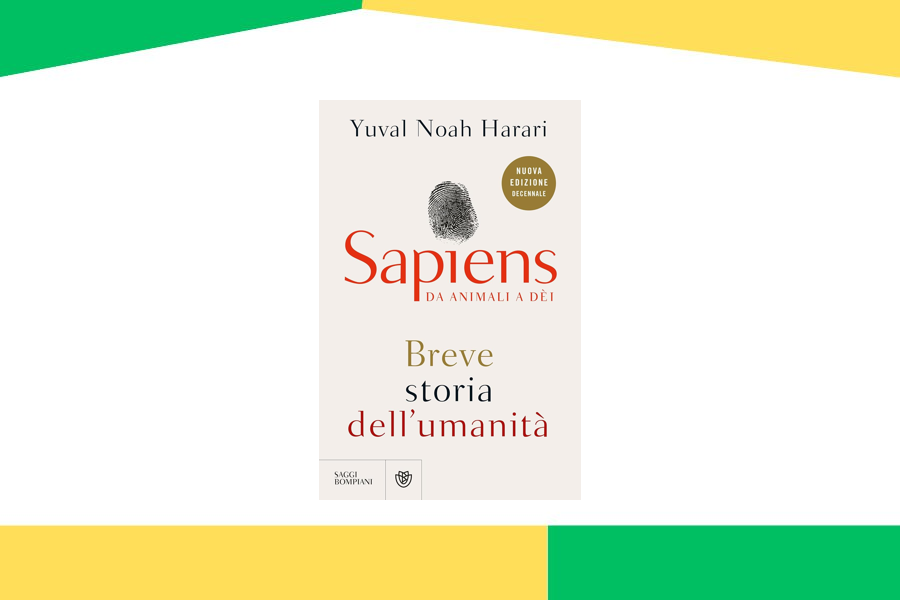 Yuval Noah Harari
NUOVA
EDIZIONE
DECENNALE
Sapiens
DA ANIMALI A DÈI
Breve
storia
dell’umanità
SAGGI
BOMPIANI